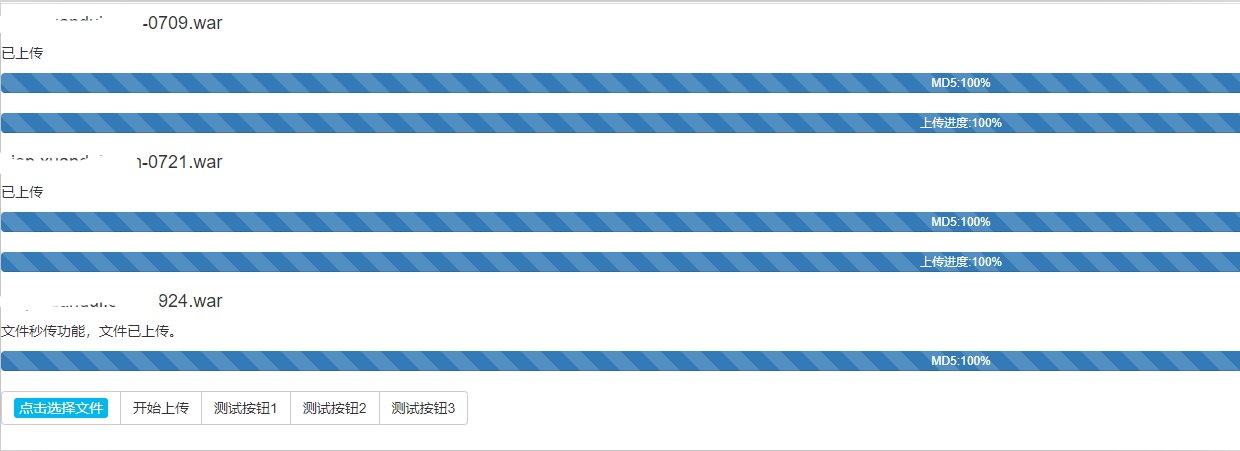 -0709.war
已上传
MD5:100%
上传进度:100%
-0721.war
已上传
MD5:100%
上传进度:100%
924.war
文件秒传功能，文件已上传。
MD5:100%
点击选择文件 开始上传 测试按钮1 测试按钮2 测试按钮3